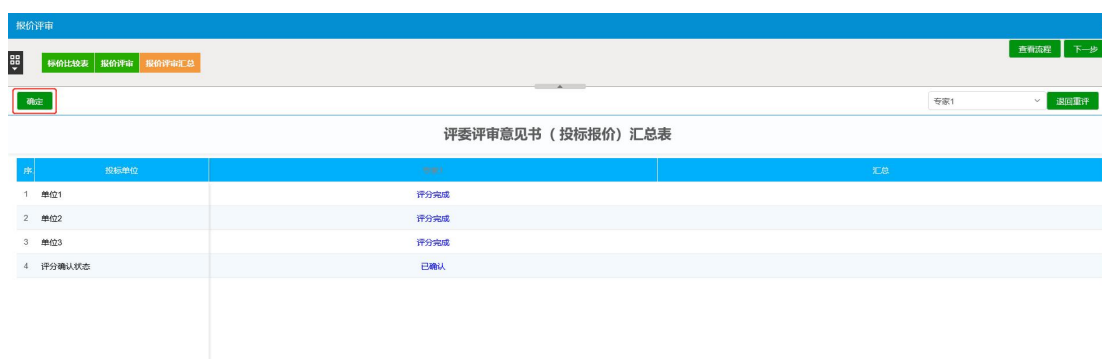 报价评审
查看流程 下一步
标价比较表 报价评审 报价评审汇总
确定 专家1 退回重评
评委评审意见书（投标报价）汇总表
序 投标单位 汇总
1 单位1 评分完成
2 单位2 评分完成
3 单位3 评分完成
4 评分确认状态 已确认